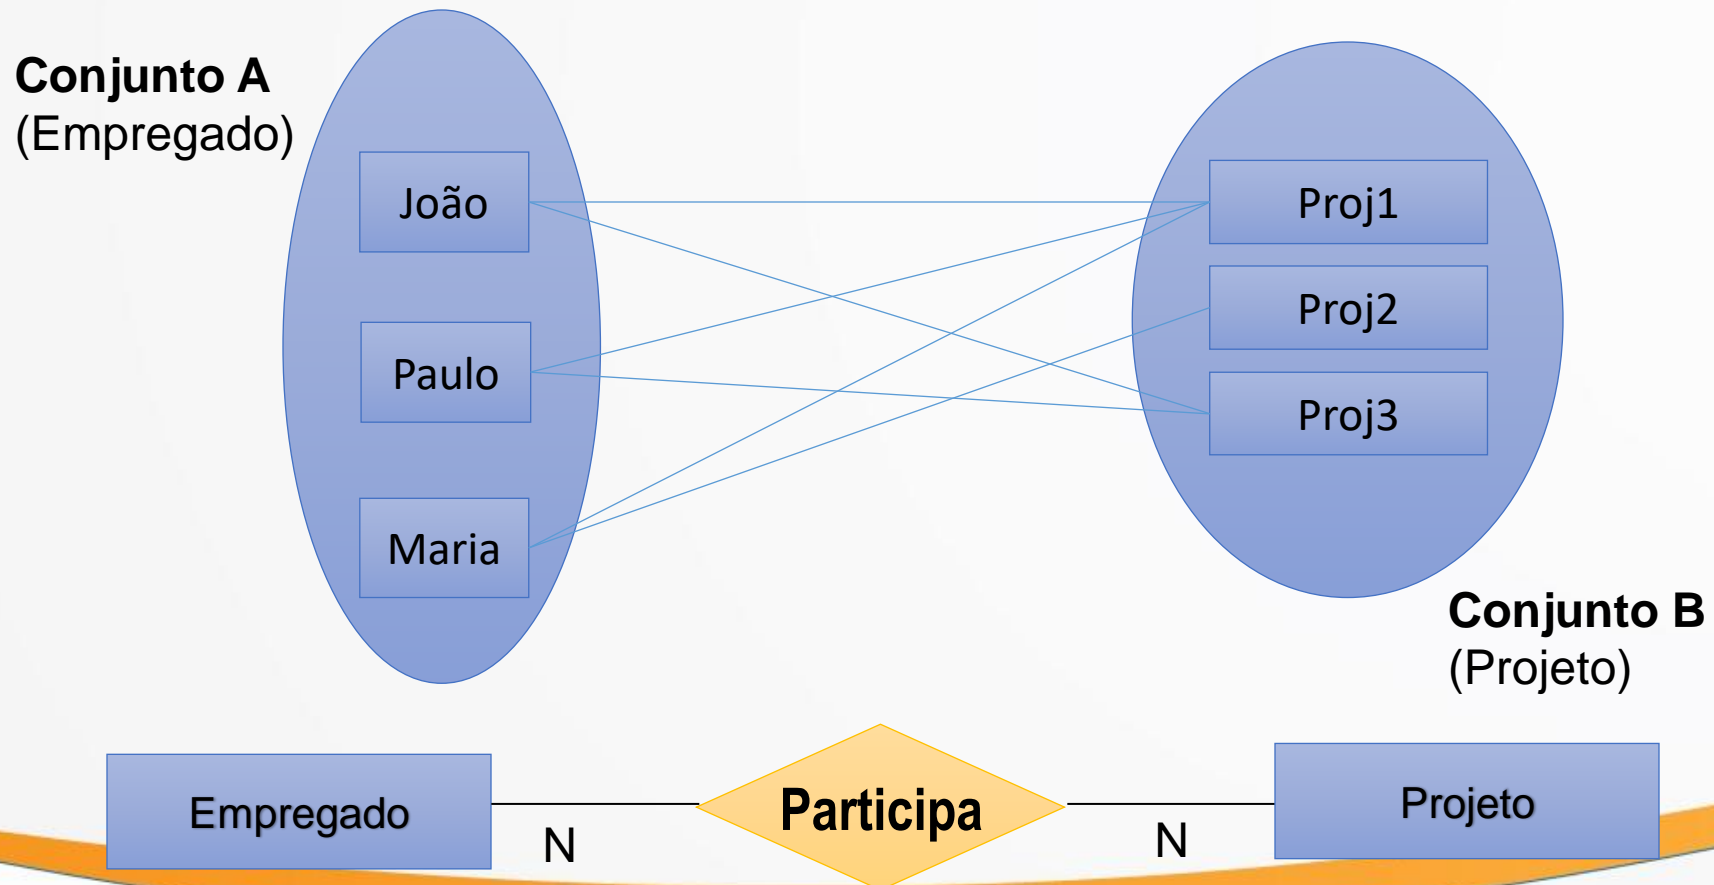 Conjunto A
(Empregado)
João
Paulo
Maria
Proj1
Proj2
Proj3
Conjunto B
(Projeto)
Empregado
N
Participa
N
Projeto